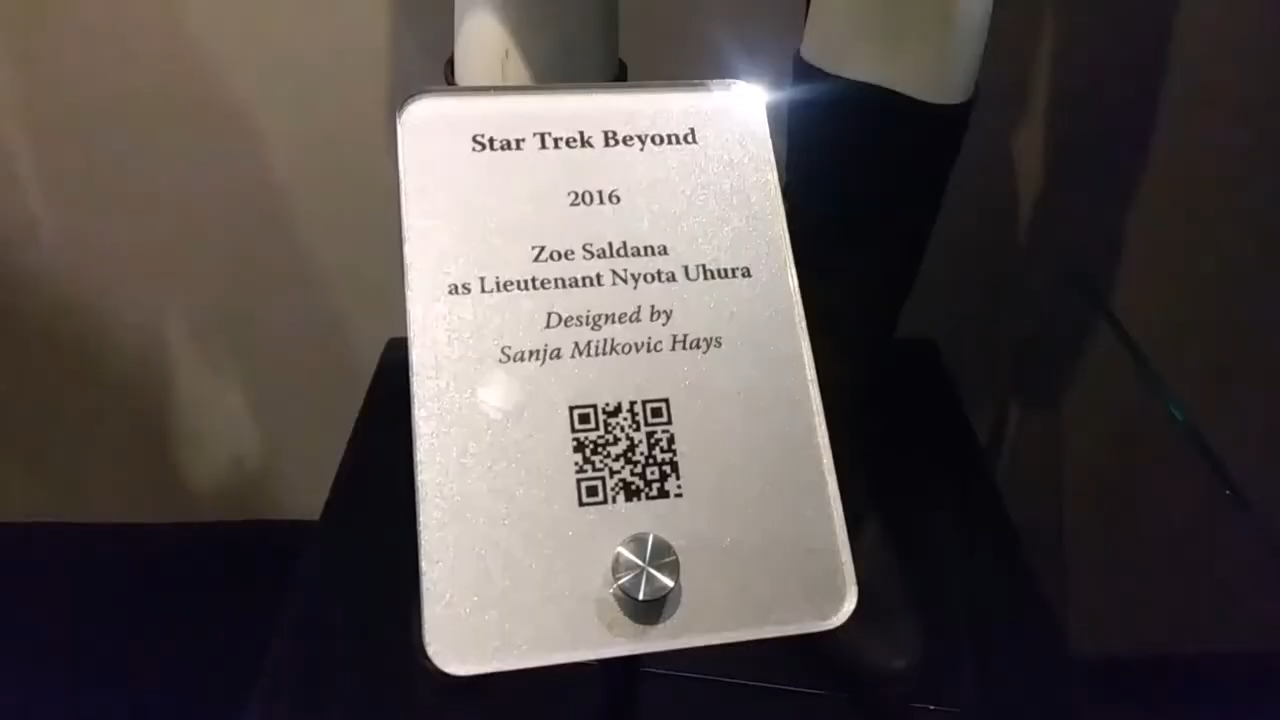 Star Trek Beyond
2016
Zoe Saldana
as Lieutenant Nyota Uhura
Designed by
Sanja Milkovic Hays